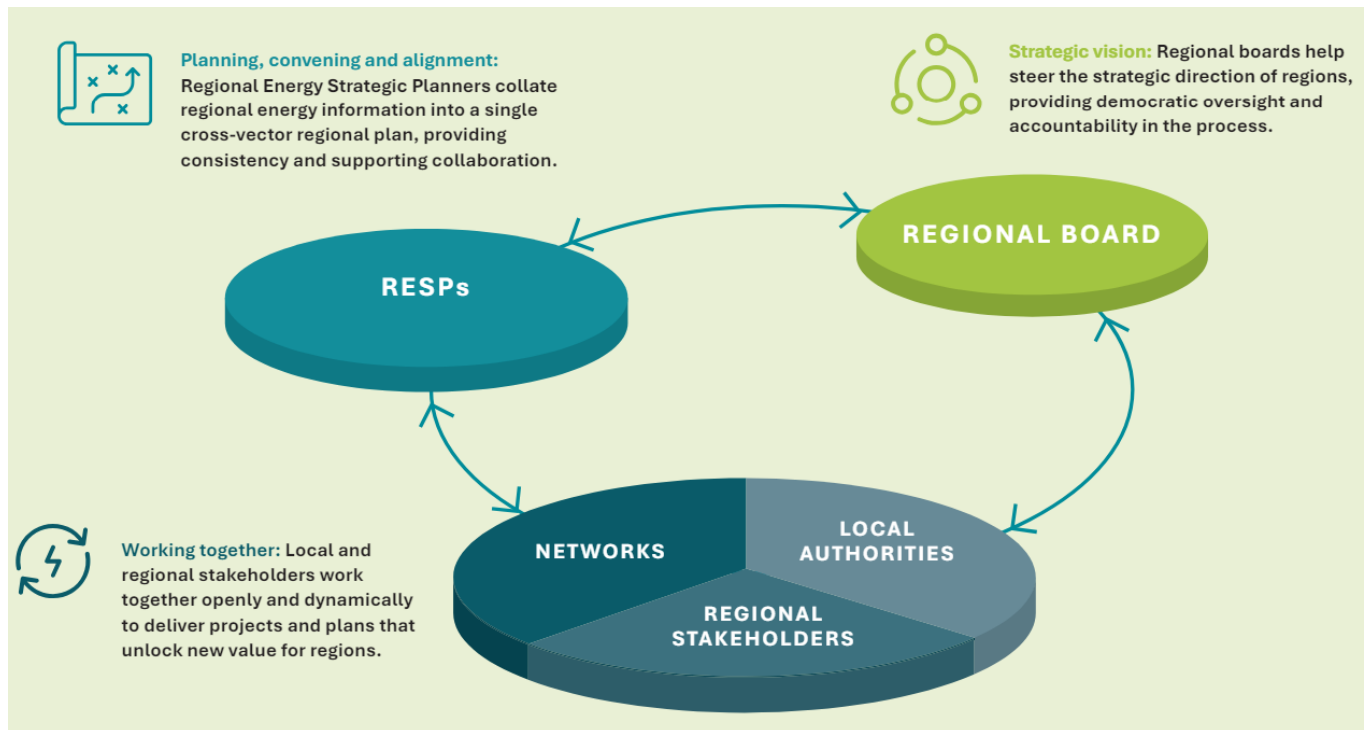 Planning, convening and alignment:
Regional Energy Strategic Planners collate
regional energy information into a single
cross-vector regional plan, providing
consistency and supporting collaboration.
Strategic vision: Regional boards help
steer the strategic direction of regions,
providing democratic oversight and
accountability in the process.
REGIONAL BOARD
RESPs
NETWORKS
LOCAL
AUTHORITIES
REGIONAL
STAKEHOLDERS
Working together: Local and
regional stakeholders work
together openly and dynamically
to deliver projects and plans that
unlock new value for regions.